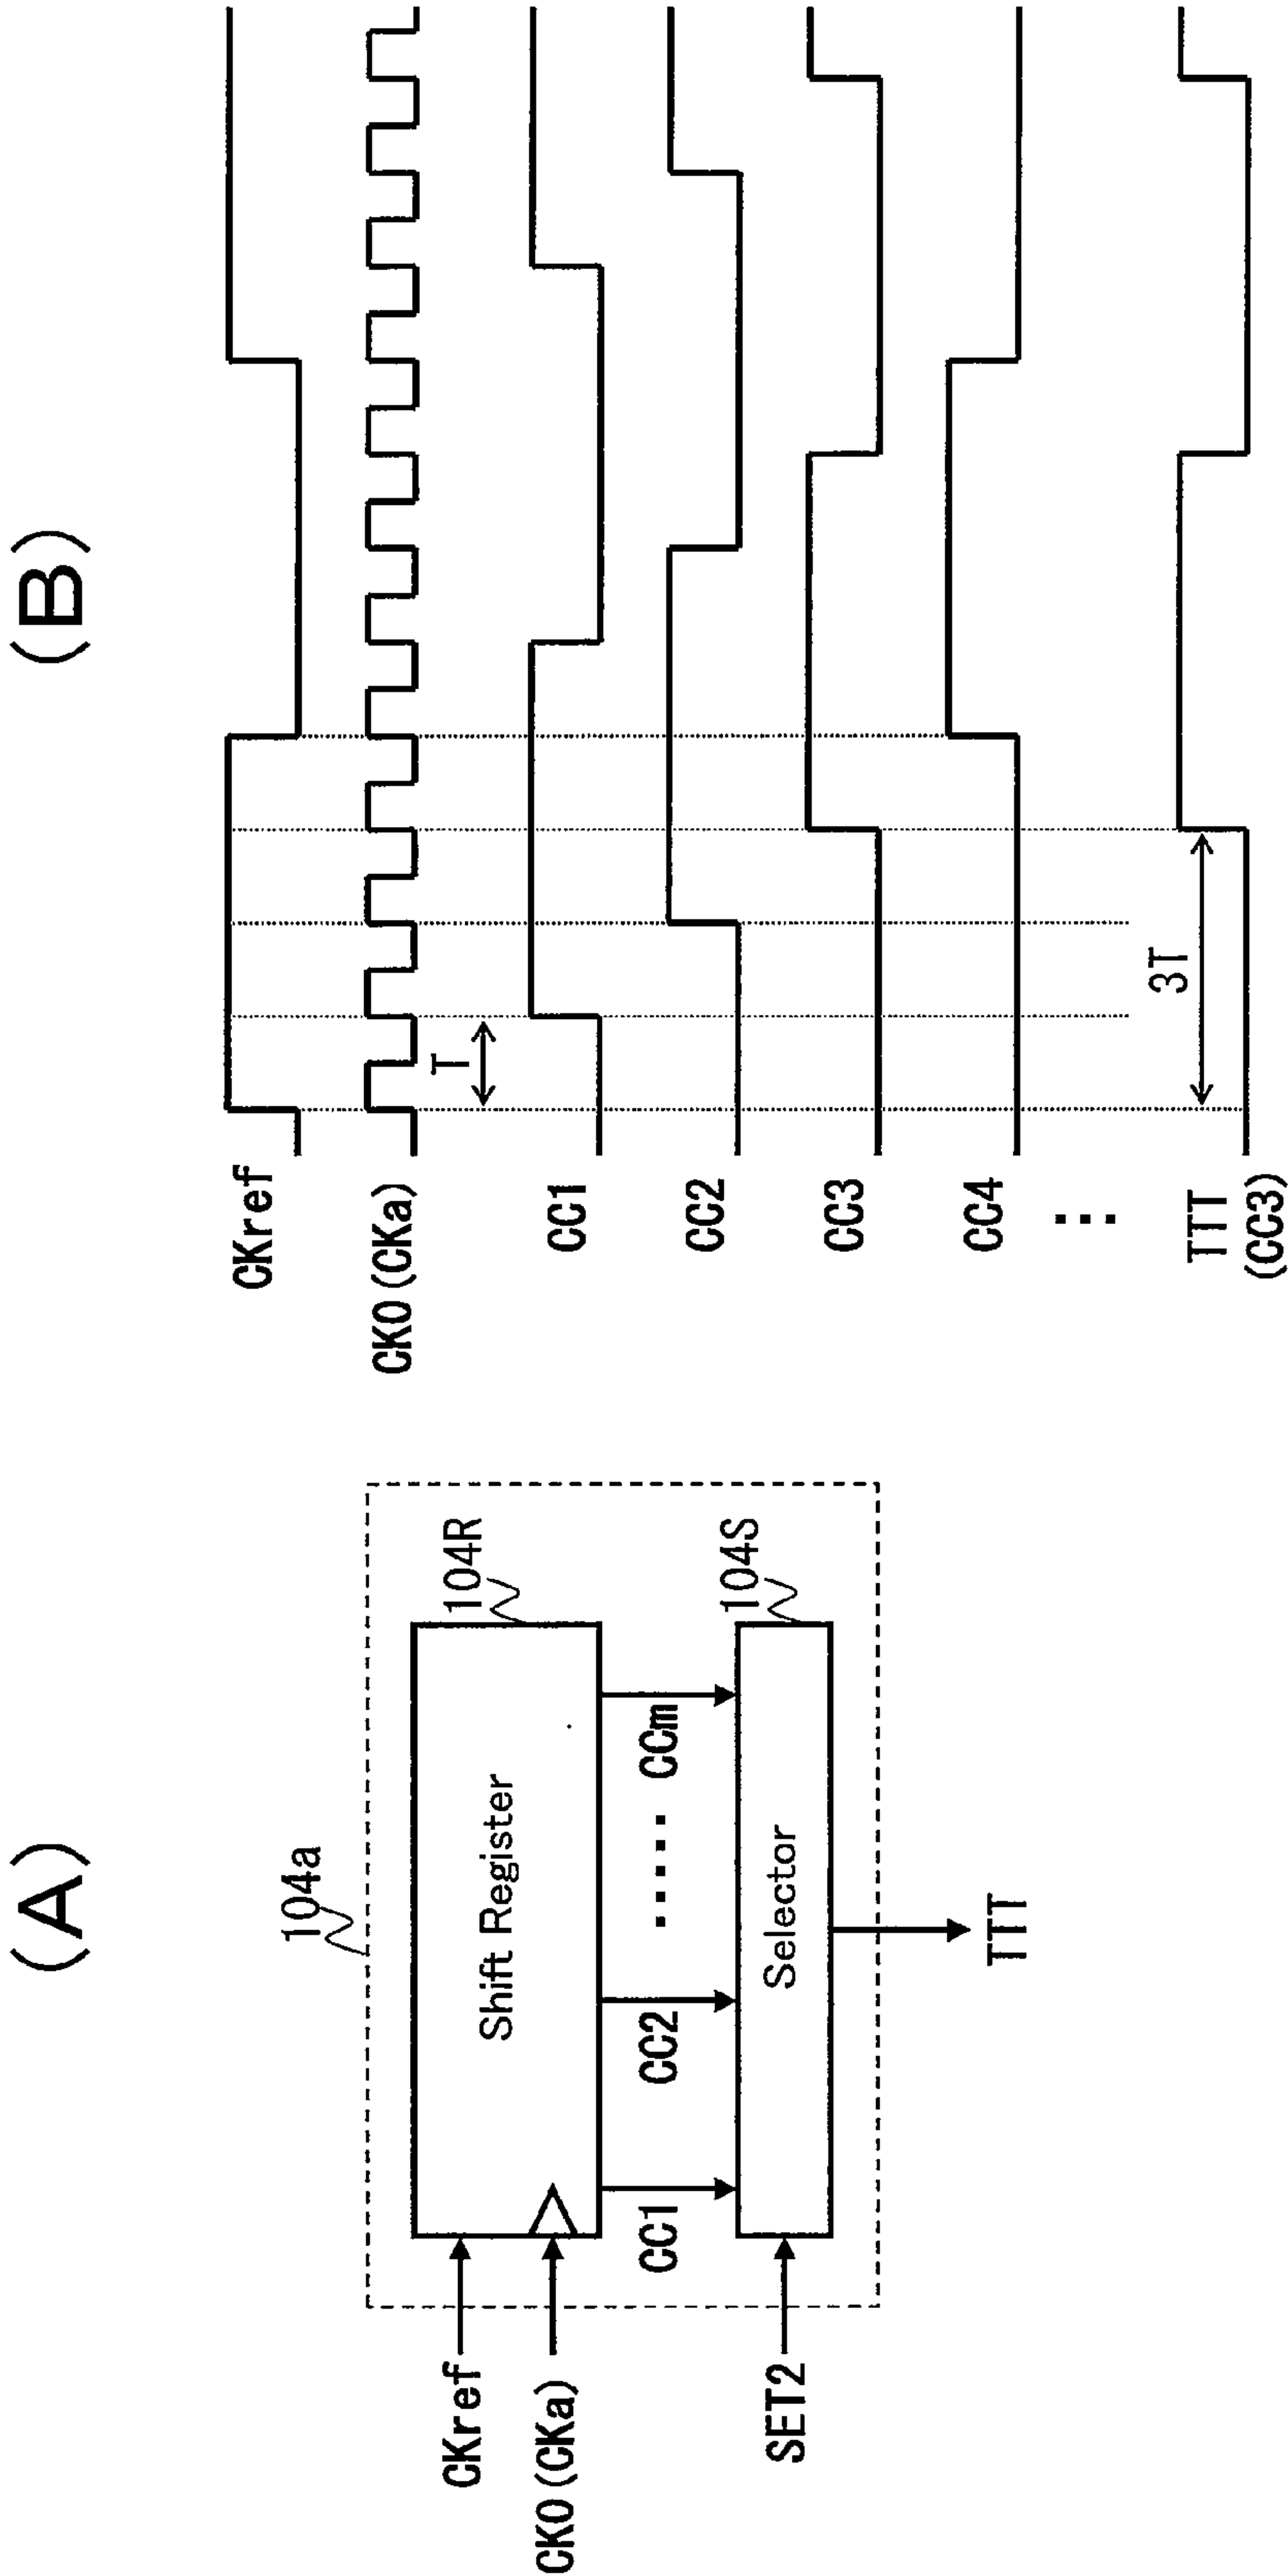 (A)
104a
CKref
CKO(CKa)
Shift Register
104R
CC1
CC2
.....
CCm
SET2
Selector
104S
TTT
(B)
CKref
CKO(CKa)
T
CC1
CC2
CC3
CC4
...
3T
TTT
(CC3)